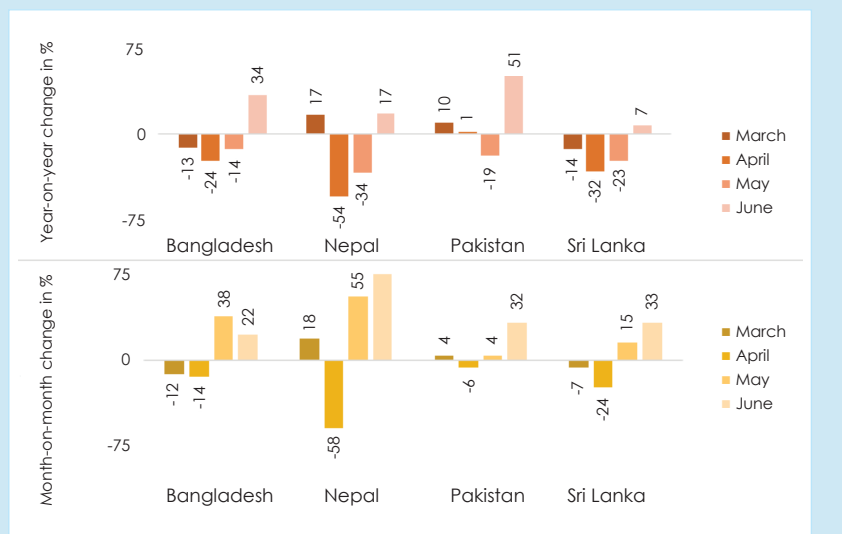 Year-on-year change in %
75
0
-75
-13
-24
-14
34
17
-54
-34
17
10
1
-19
51
-14
-32
-23
7
Bangladesh
Nepal
Pakistan
Sri Lanka
March
April
May
June
Month-on-month change in %
75
0
-75
-12
-14
38
22
18
-58
55
4
-6
4
32
-7
-24
15
33
Bangladesh
Nepal
Pakistan
Sri Lanka
March
April
May
June